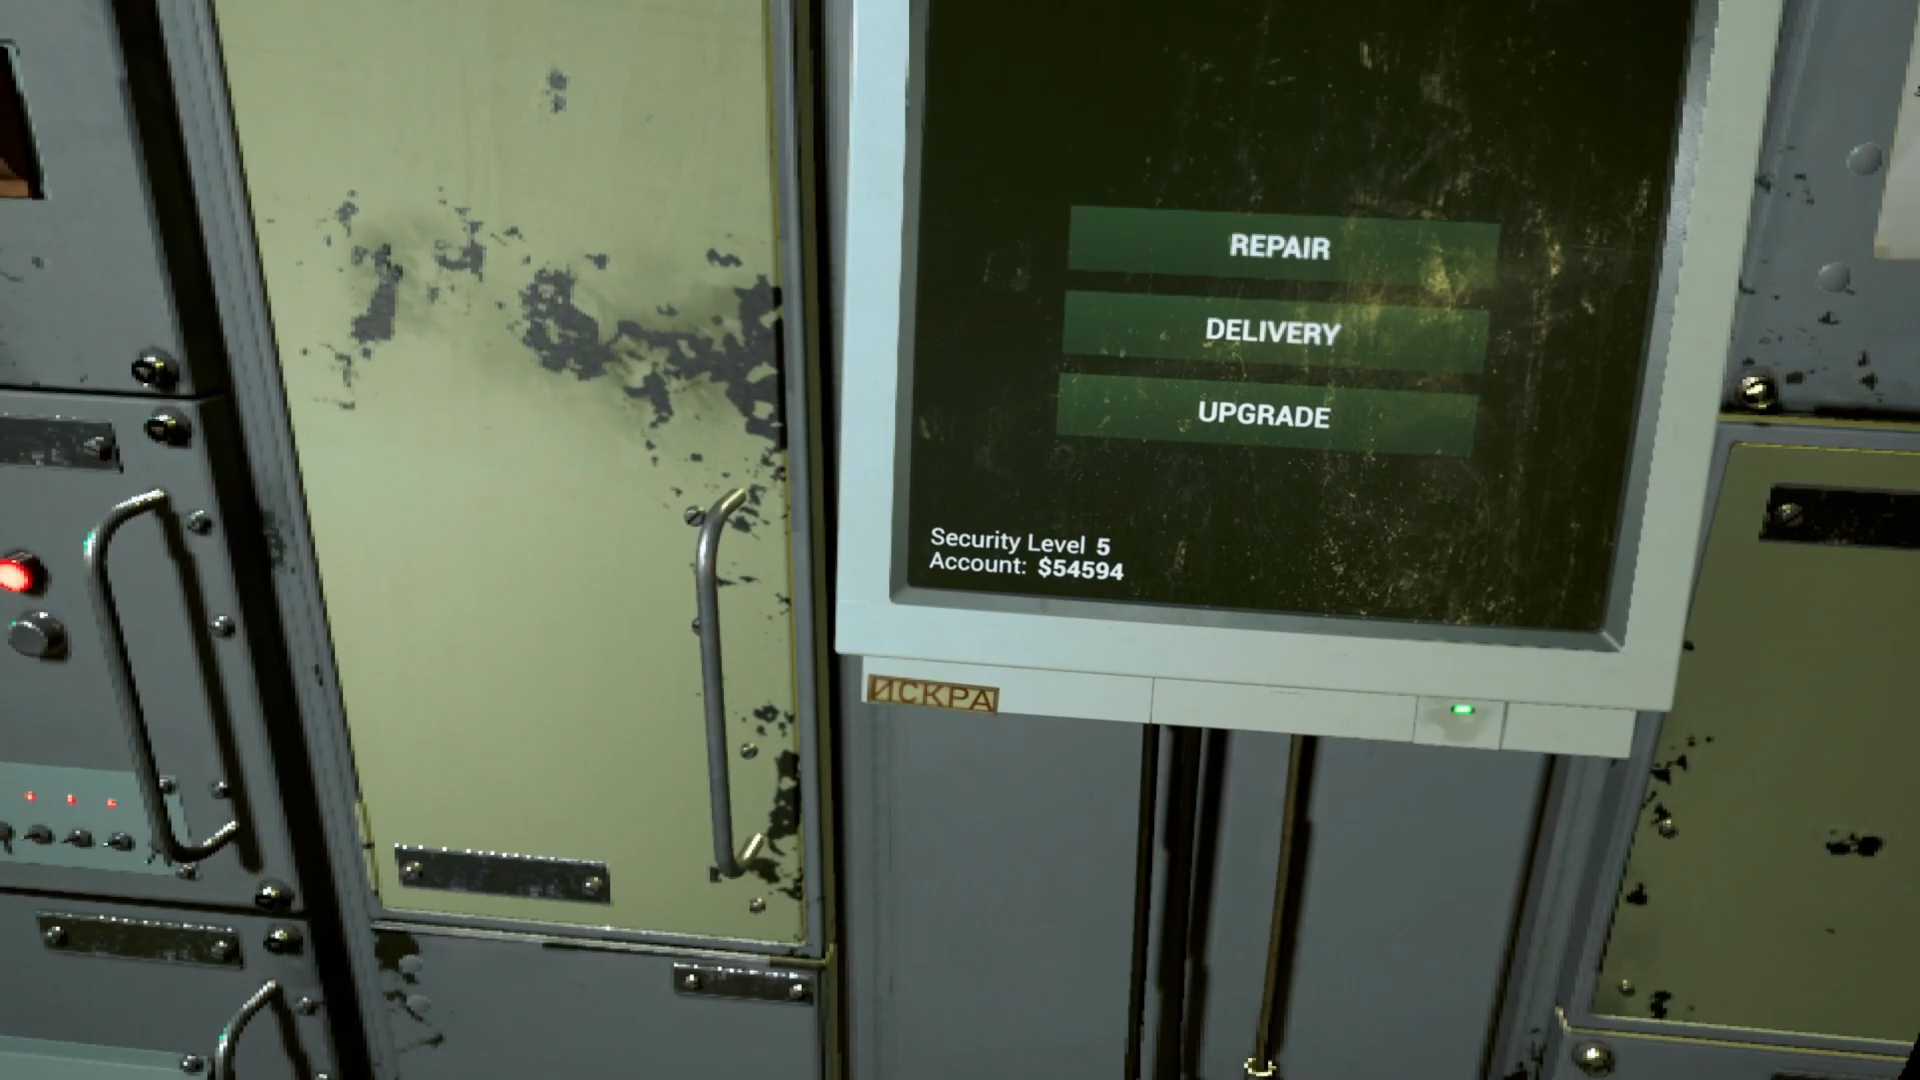 REPAIR
DELIVERY
UPGRADE
Security Level 5
Account: $54594
ИСКРА